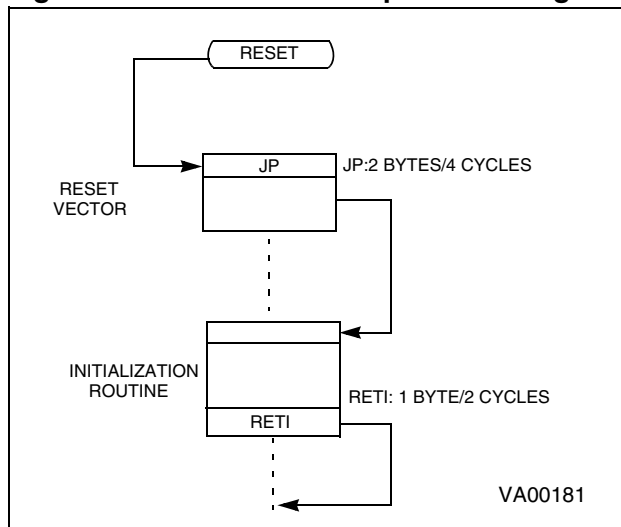 RESET
JP
JP:2 BYTES/4 CYCLES
RESET
VECTOR
INITIALIZATION
ROUTINE
RETI: 1 BYTE/2 CYCLES
RETI
VA00181